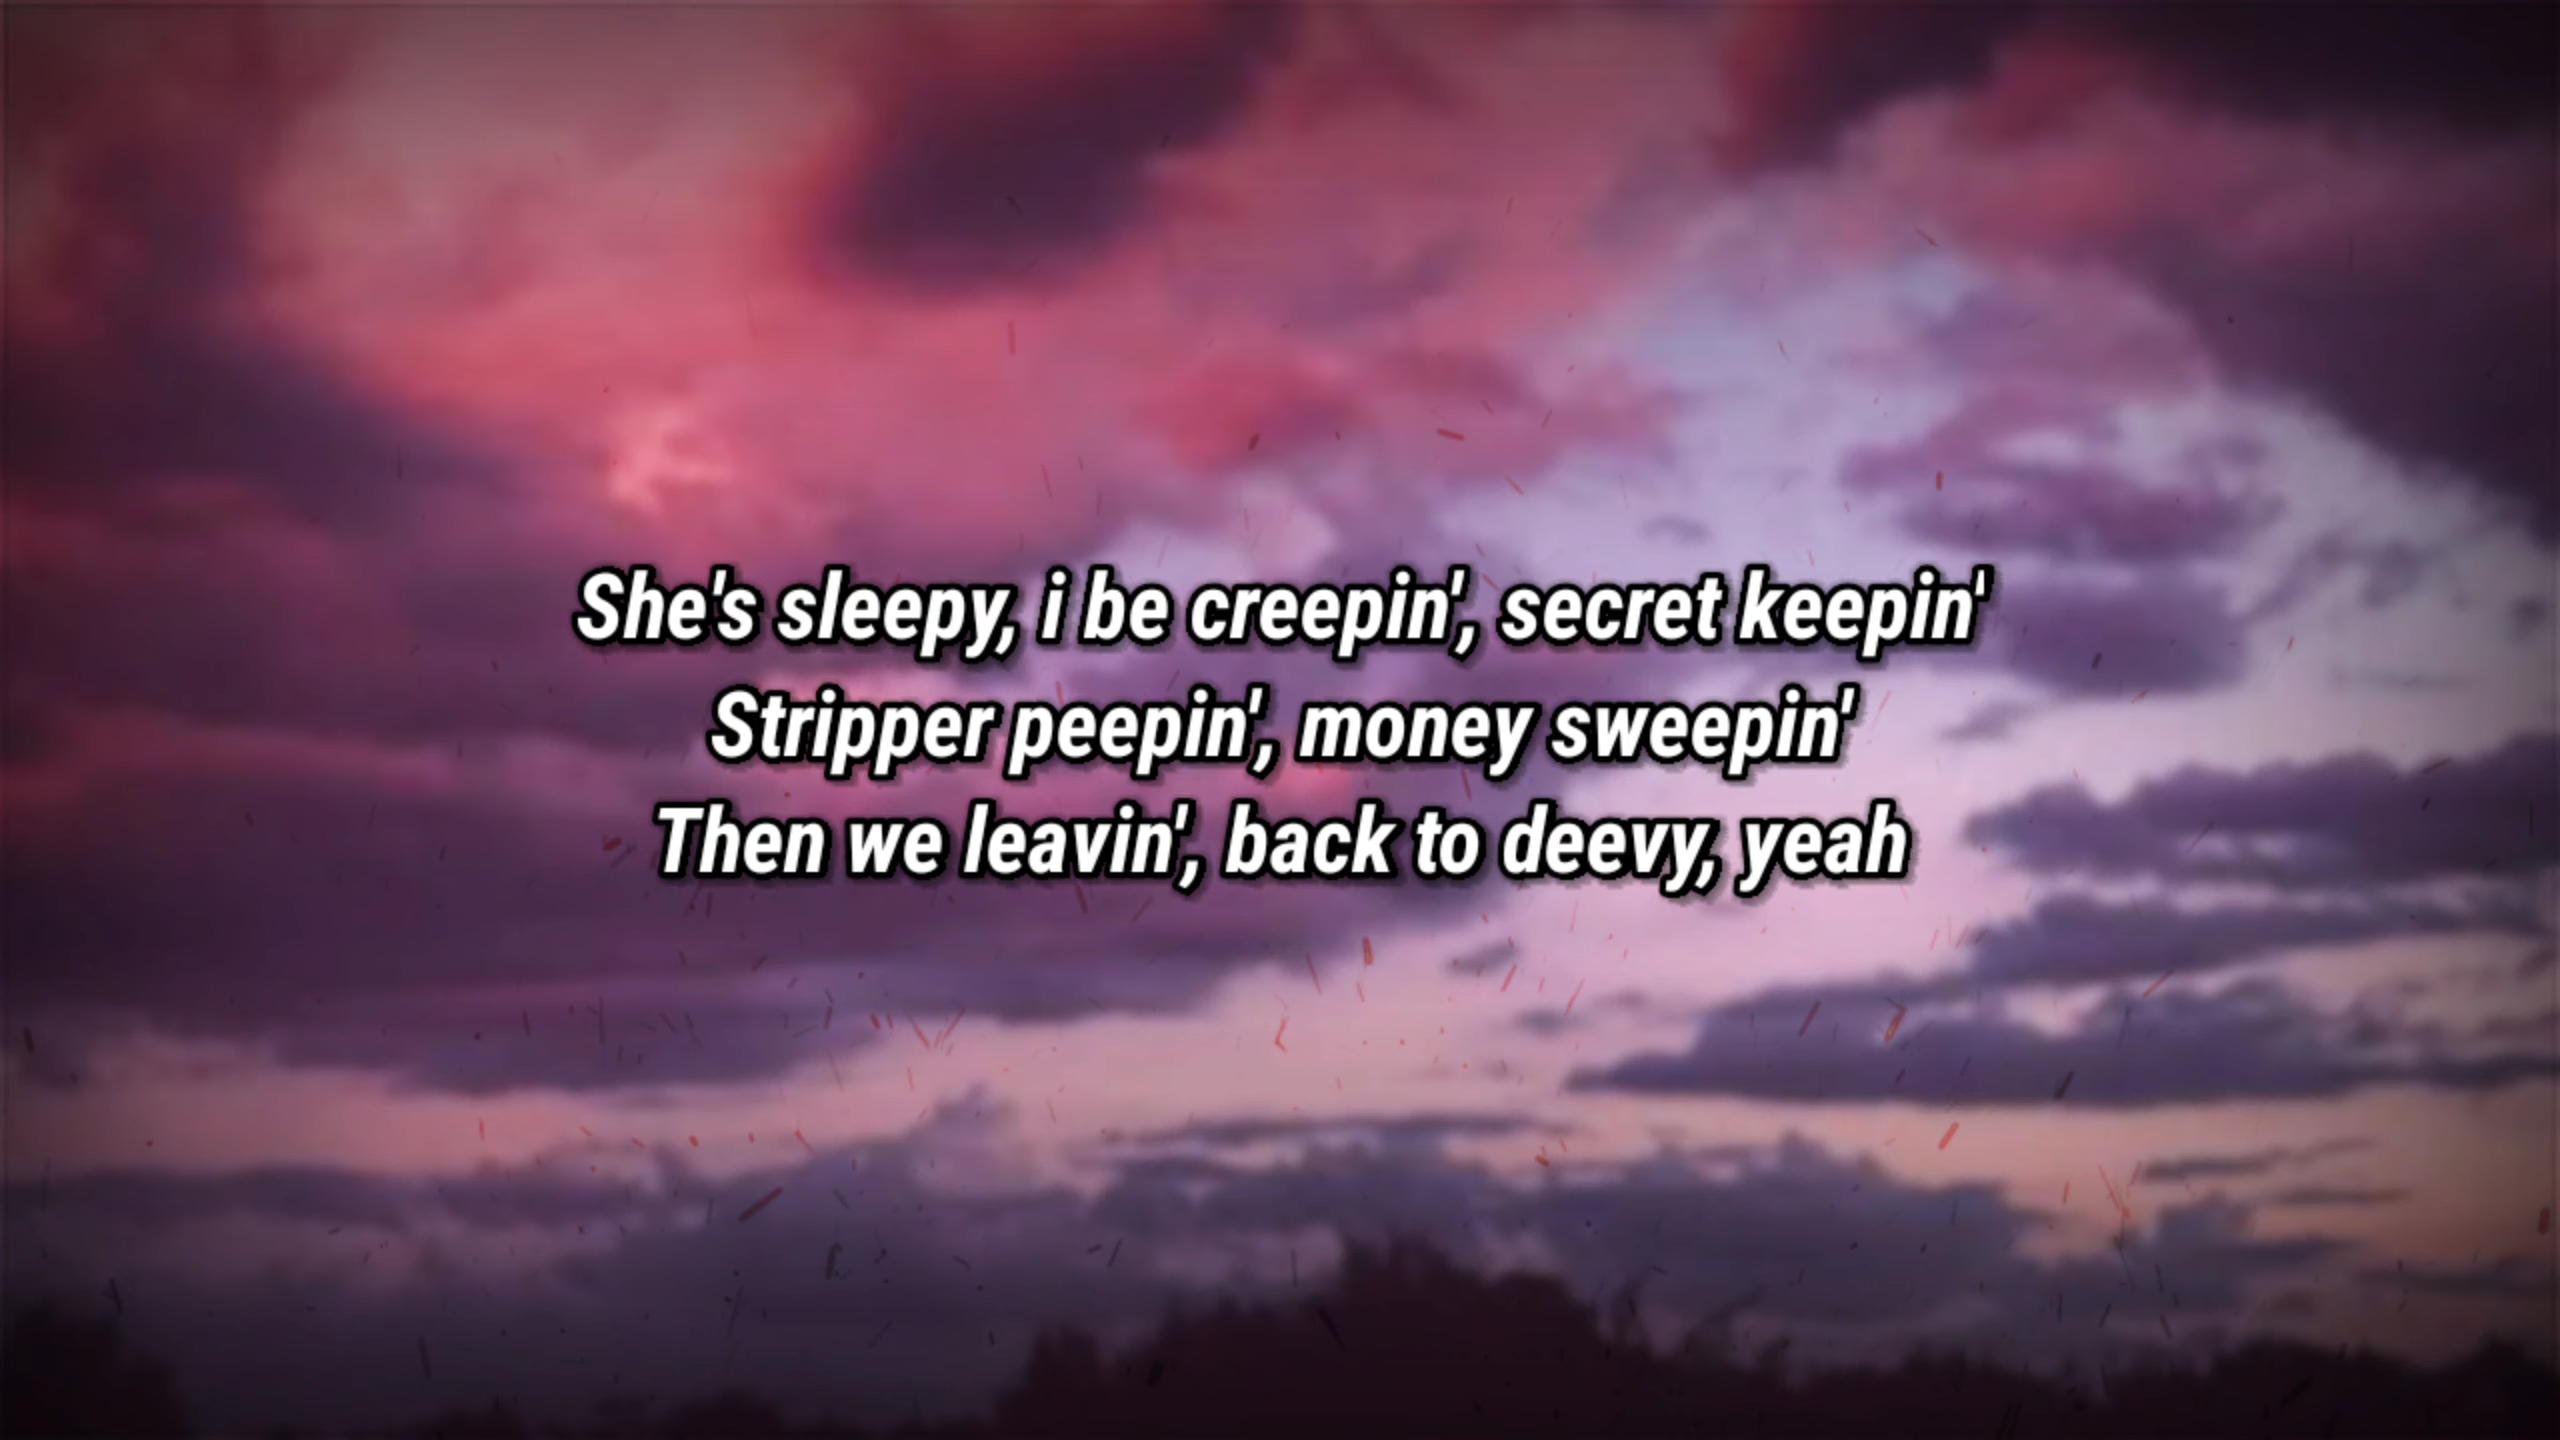 She's sleepy, i be creepin', secret keepin'
Stripper peepin', money sweepin'
Then we leavin', back to deevy, yeah